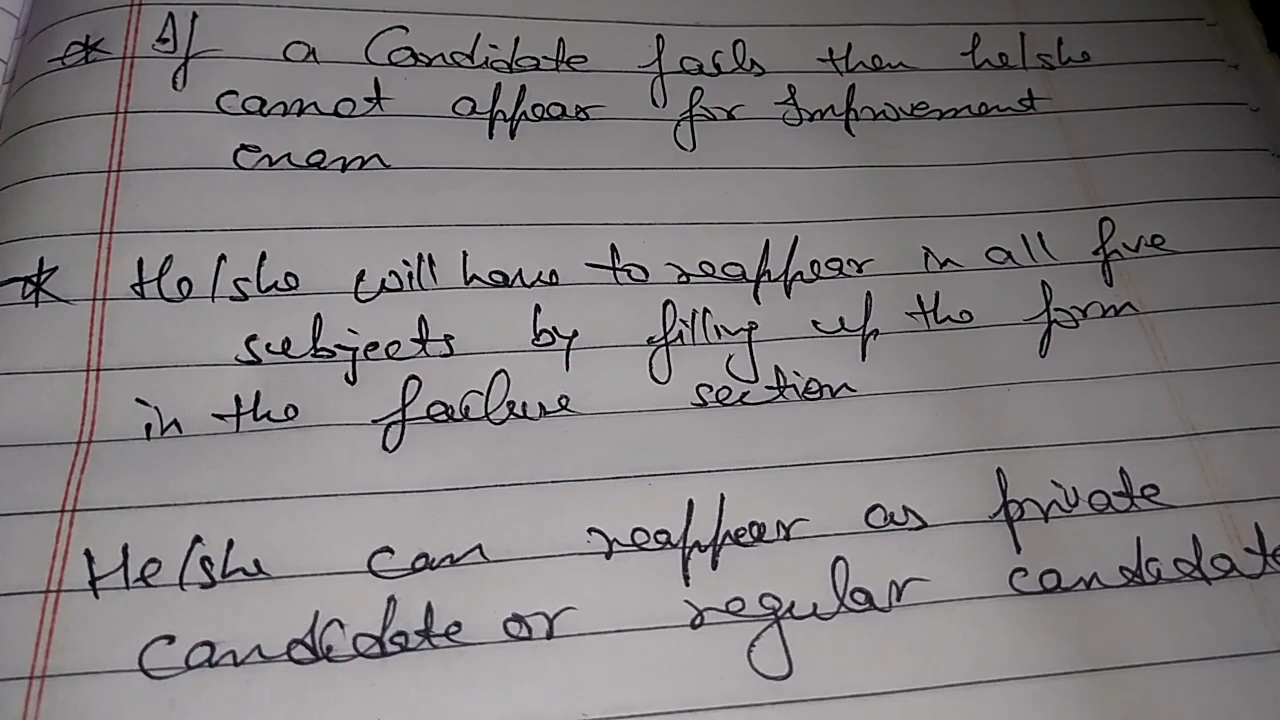 * If a Candidate fails then he/she
cannot appear for Improvement
exam
* He/she will have to reappear in all five
subjects by filling up the form
in the failure section
He/she can reappear as private
candidate or regular candidate